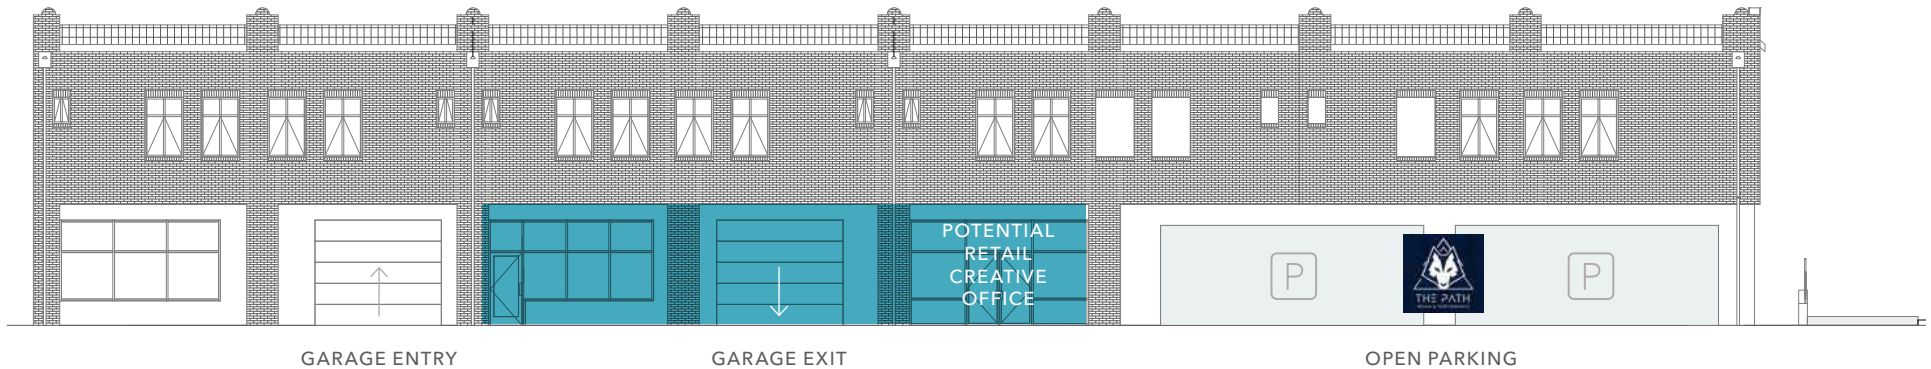 POTENTIAL
RETAIL
CREATIVE
OFFICE
P
THE PATH
P
GARAGE ENTRY
GARAGE EXIT
OPEN PARKING